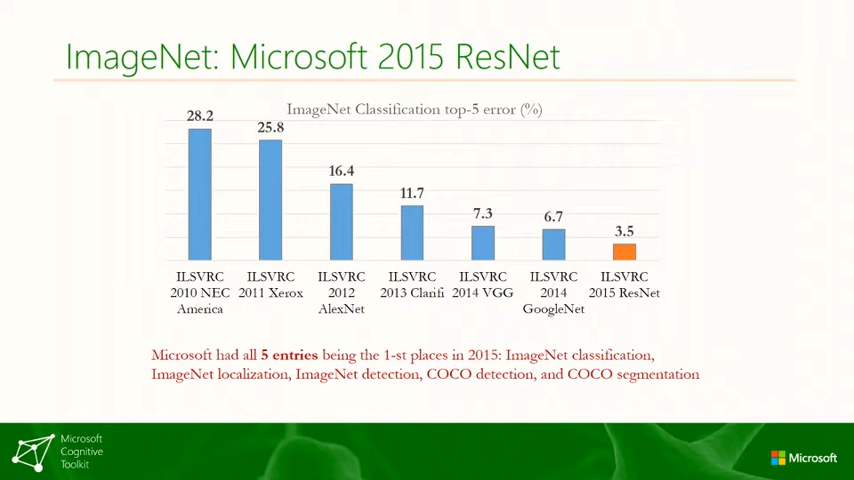 ImageNet: Microsoft 2015 ResNet
ImageNet Classification top-5 error (%)
28.2
25.8
16.4
11.7
7.3
6.7
3.5
ILSVRC
2010 NEC
America
ILSVRC
2011 Xerox
ILSVRC
2012
AlexNet
ILSVRC
2013 Clarifi
ILSVRC
2014 VGG
ILSVRC
2014
GoogleNet
ILSVRC
2015 ResNet
Microsoft had all 5 entries being the 1-st places in 2015: ImageNet classification,
ImageNet localization, ImageNet detection, COCO detection, and COCO segmentation
Microsoft
Cognitive
Toolkit
Microsoft